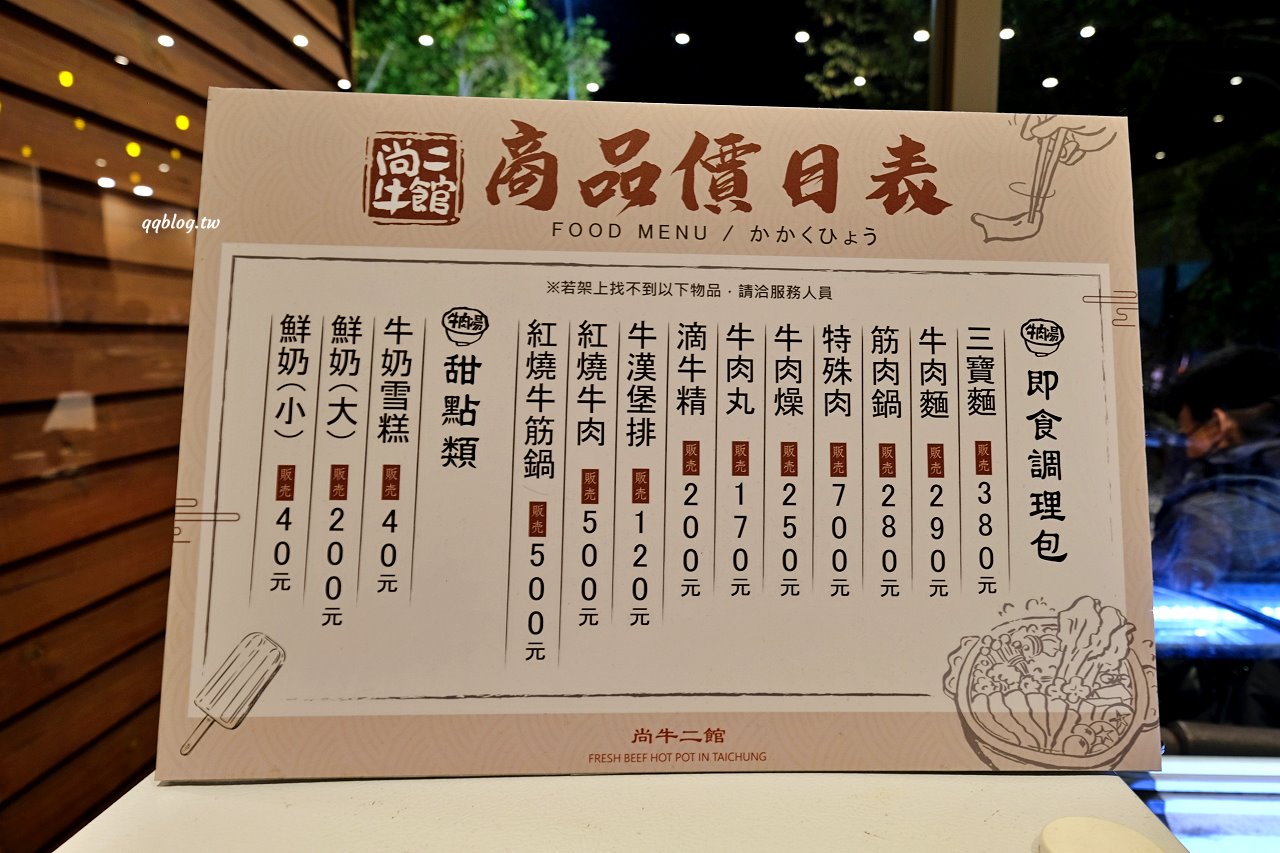 qqblog.tw
尚牛二館
商品價目表
FOOD MENU / かかくひょう
※若架上找不到以下物品，請洽服務人員
牛肉湯
即食調理包
三寶麵 販売 380元
牛肉麵 販売 290元
筋肉鍋 販売 280元
特殊肉 販売 700元
牛肉燥 販売 250元
牛肉丸 販売 170元
滴牛精 販売 200元
牛漢堡排 販売 120元
紅燒牛肉 販売 500元
紅燒牛筋鍋 販売 500元
牛肉湯
甜點類
牛奶雪糕 販売 40元
鮮奶（大） 販売 200元
鮮奶（小） 販売 40元
尚牛二館
FRESH BEEF HOT POT IN TAICHUNG